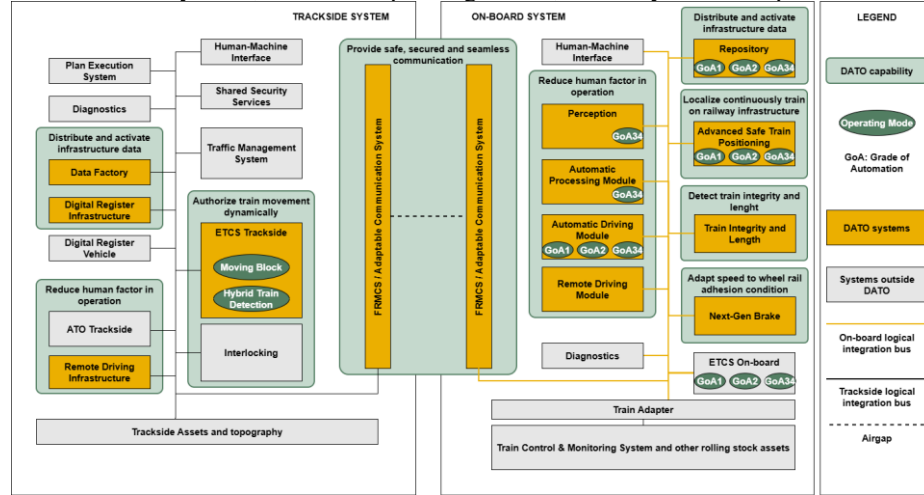 TRACKSIDE SYSTEM
Human-Machine
Interface
Plan Execution
System
Shared Security
Services
Diagnostics
Distribute and activate
infrastructure data
Data Factory
Digital Register
Infrastructure
Traffic Management
System
Digital Register
Vehicle
Authorize train movement
dynamically
ETCS Trackside
Moving Block
Hybrid Train
Detection
Interlocking
Reduce human factor in
operation
ATO Trackside
Remote Driving
Infrastructure
Trackside Assets and topography
Provide safe, secured and seamless
communication
FRMCS / Adaptable Communication System
FRMCS / Adaptable Communication System
ON-BOARD SYSTEM
Human-Machine
Interface
Reduce human factor in
operation
Perception
GoA34
Automatic
Processing Module
GoA34
Automatic Driving
Module
GoA1 GoA2 GoA34
Remote Driving
Module
Diagnostics
Distribute and activate
infrastructure data
Repository
GoA1 GoA2 GoA34
Localize continuously train
on railway infrastructure
Advanced Safe Train
Positioning
GoA1 GoA2 GoA34
Detect train integrity and
lenght
Train Integrity and
Length
Adapt speed to wheel rail
adhesion condition
Next-Gen Brake
ETCS On-board
GoA1 GoA2 GoA34
Train Adapter
Train Control & Monitoring System and other rolling stock assets
LEGEND
DATO capability
Operating Mode
GoA: Grade of
Automation
DATO systems
Systems outside
DATO
On-board logical
integration bus
Trackside logical
integration bus
Airgap